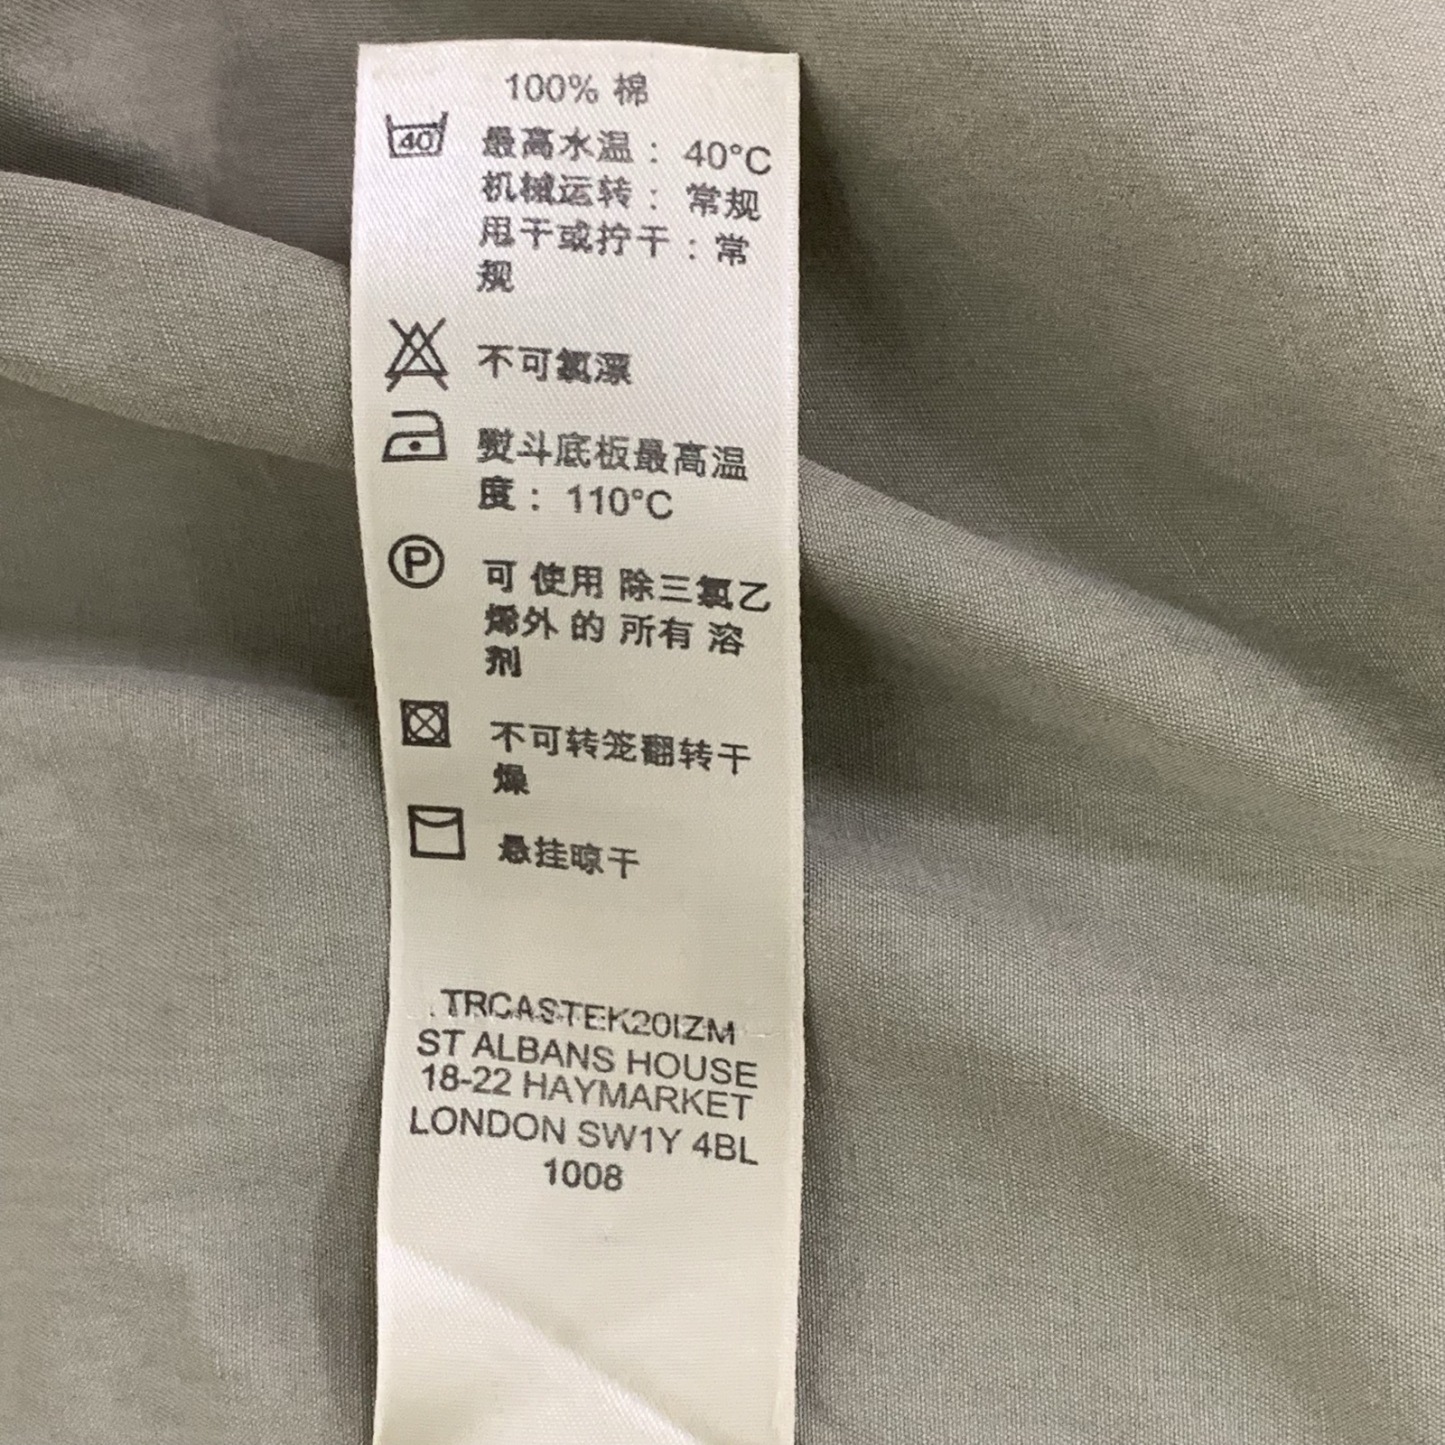 100% 棉
40
最高水温： 40°C
机械运转： 常规
甩干或拧干：常
规
不可氯漂
熨斗底板最高温
度： 110°C
P
可 使用 除三氯乙
烯外 的 所有 溶
剂
不可转笼翻转干
燥
悬挂晾干
TRCASTEK20IZM
ST ALBANS HOUSE
18-22 HAYMARKET
LONDON SW1Y 4BL
1008